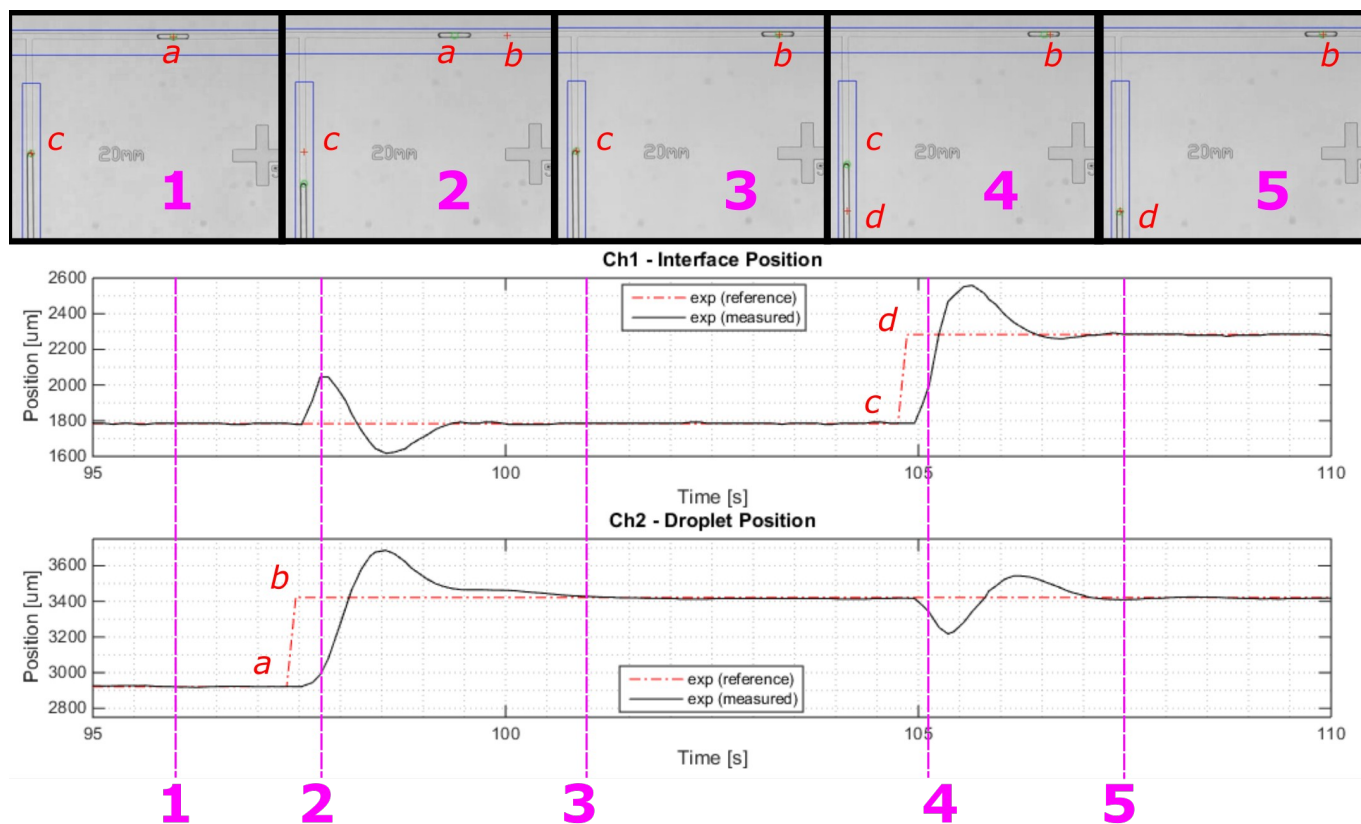 a
c
20mm
1
a
b
c
20mm
2
b
c
20mm
3
b
c
d
20mm
4
b
d
20mm
5
Ch1 - Interface Position
2600
2400
2200
2000
1800
1600
Position [um]
exp (reference)
exp (measured)
d
c
95
100
105
110
Time [s]
Ch2 - Droplet Position
3600
3400
3200
3000
2800
Position [um]
b
a
exp (reference)
exp (measured)
95
100
105
110
Time [s]
1 2 3 4 5